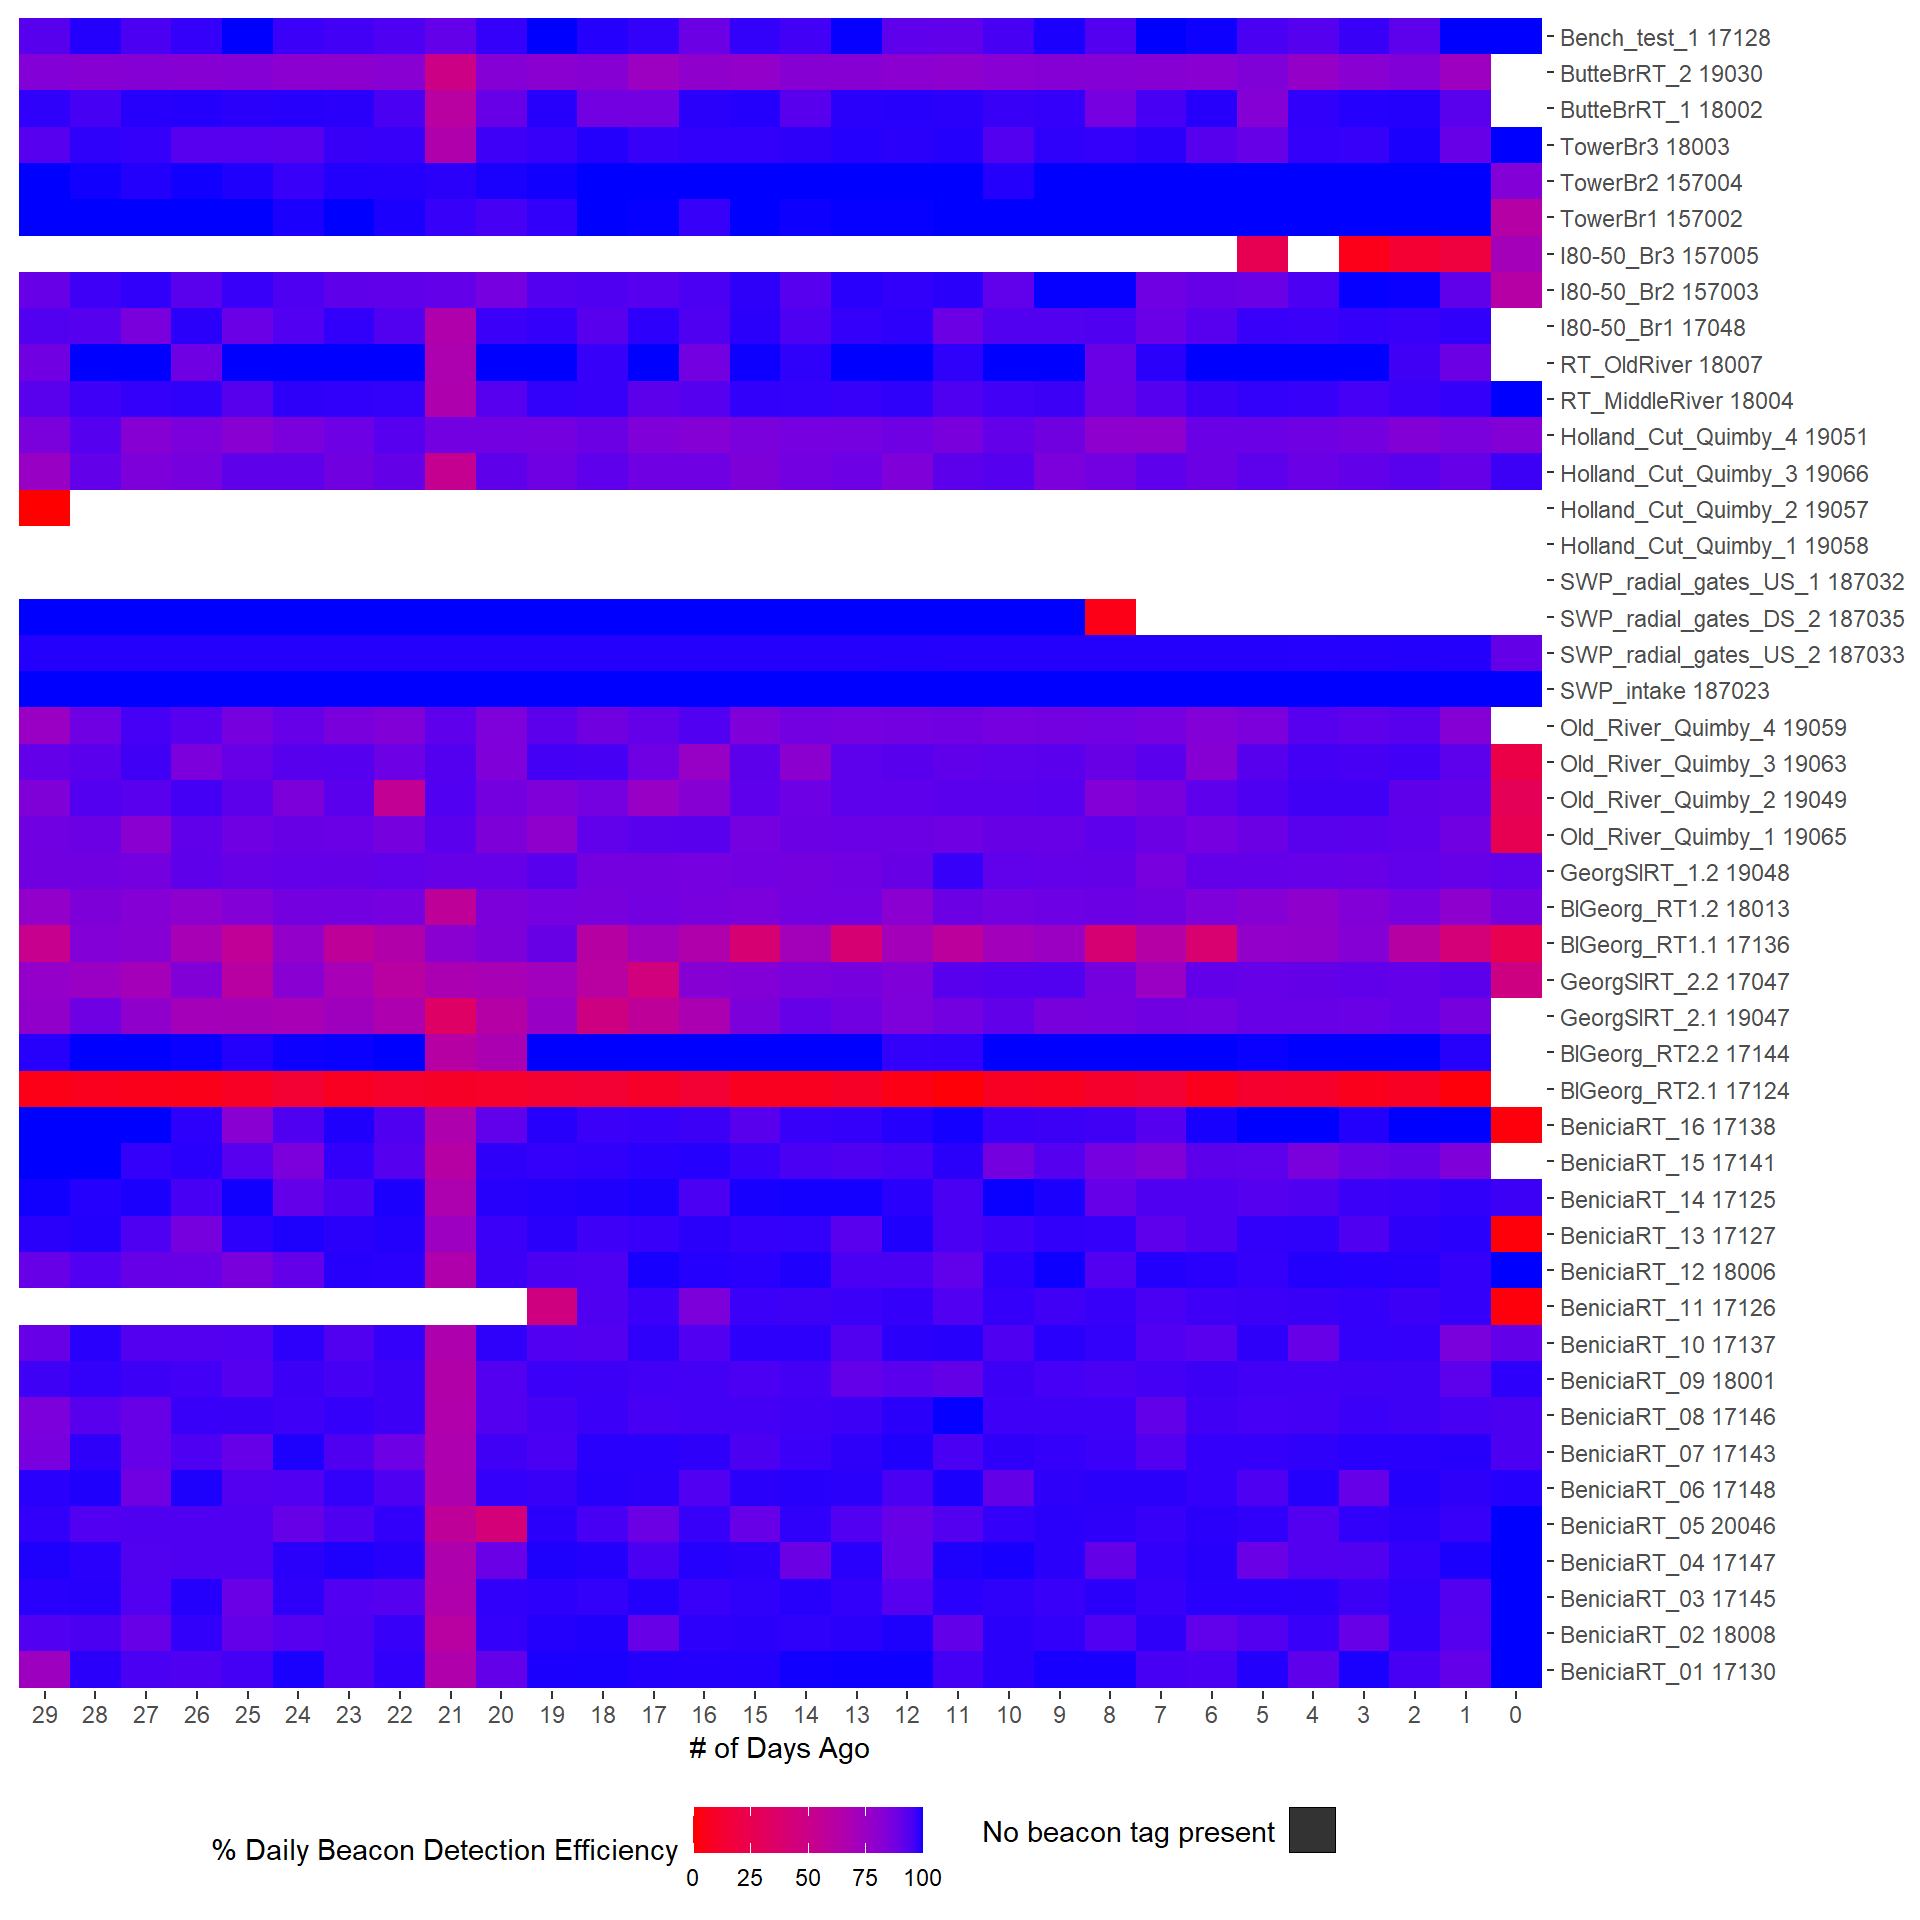 Bench_test_1 17128
ButteBrRT_2 19030
ButteBrRT_1 18002
TowerBr3 18003
TowerBr2 157004
TowerBr1 157002
I80-50_Br3 157005
I80-50_Br2 157003
I80-50_Br1 17048
RT_OldRiver 18007
RT_MiddleRiver 18004
Holland_Cut_Quimby_4 19051
Holland_Cut_Quimby_3 19066
Holland_Cut_Quimby_2 19057
Holland_Cut_Quimby_1 19058
SWP_radial_gates_US_1 187032
SWP_radial_gates_DS_2 187035
SWP_radial_gates_US_2 187033
SWP_intake 187023
Old_River_Quimby_4 19059
Old_River_Quimby_3 19063
Old_River_Quimby_2 19049
Old_River_Quimby_1 19065
GeorgSlRT_1.2 19048
BlGeorg_RT1.2 18013
BlGeorg_RT1.1 17136
GeorgSlRT_2.2 17047
GeorgSlRT_2.1 19047
BlGeorg_RT2.2 17144
BlGeorg_RT2.1 17124
BeniciaRT_16 17138
BeniciaRT_15 17141
BeniciaRT_14 17125
BeniciaRT_13 17127
BeniciaRT_12 18006
BeniciaRT_11 17126
BeniciaRT_10 17137
BeniciaRT_09 18001
BeniciaRT_08 17146
BeniciaRT_07 17143
BeniciaRT_06 17148
BeniciaRT_05 20046
BeniciaRT_04 17147
BeniciaRT_03 17145
BeniciaRT_02 18008
BeniciaRT_01 17130
29 28 27 26 25 24 23 22 21 20 19 18 17 16 15 14 13 12 11 10 9 8 7 6 5 4 3 2 1 0
# of Days Ago
% Daily Beacon Detection Efficiency
0 25 50 75 100
No beacon tag present